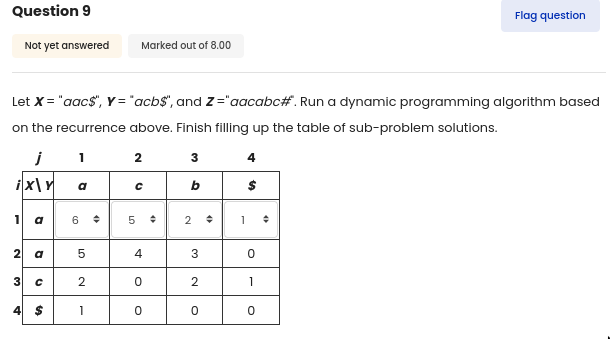 Question 9
Flag question
Not yet answered
Marked out of 8.00
Let X = "aac$", Y = "acb$", and Z ="aacabc#". Run a dynamic programming algorithm based
on the recurrence above. Finish filling up the table of sub-problem solutions.
j 1 2 3 4
i X\Y a c b $
1 a 6 5 2 1
2 a 5 4 3 0
3 c 2 0 2 1
4 $ 1 0 0 0